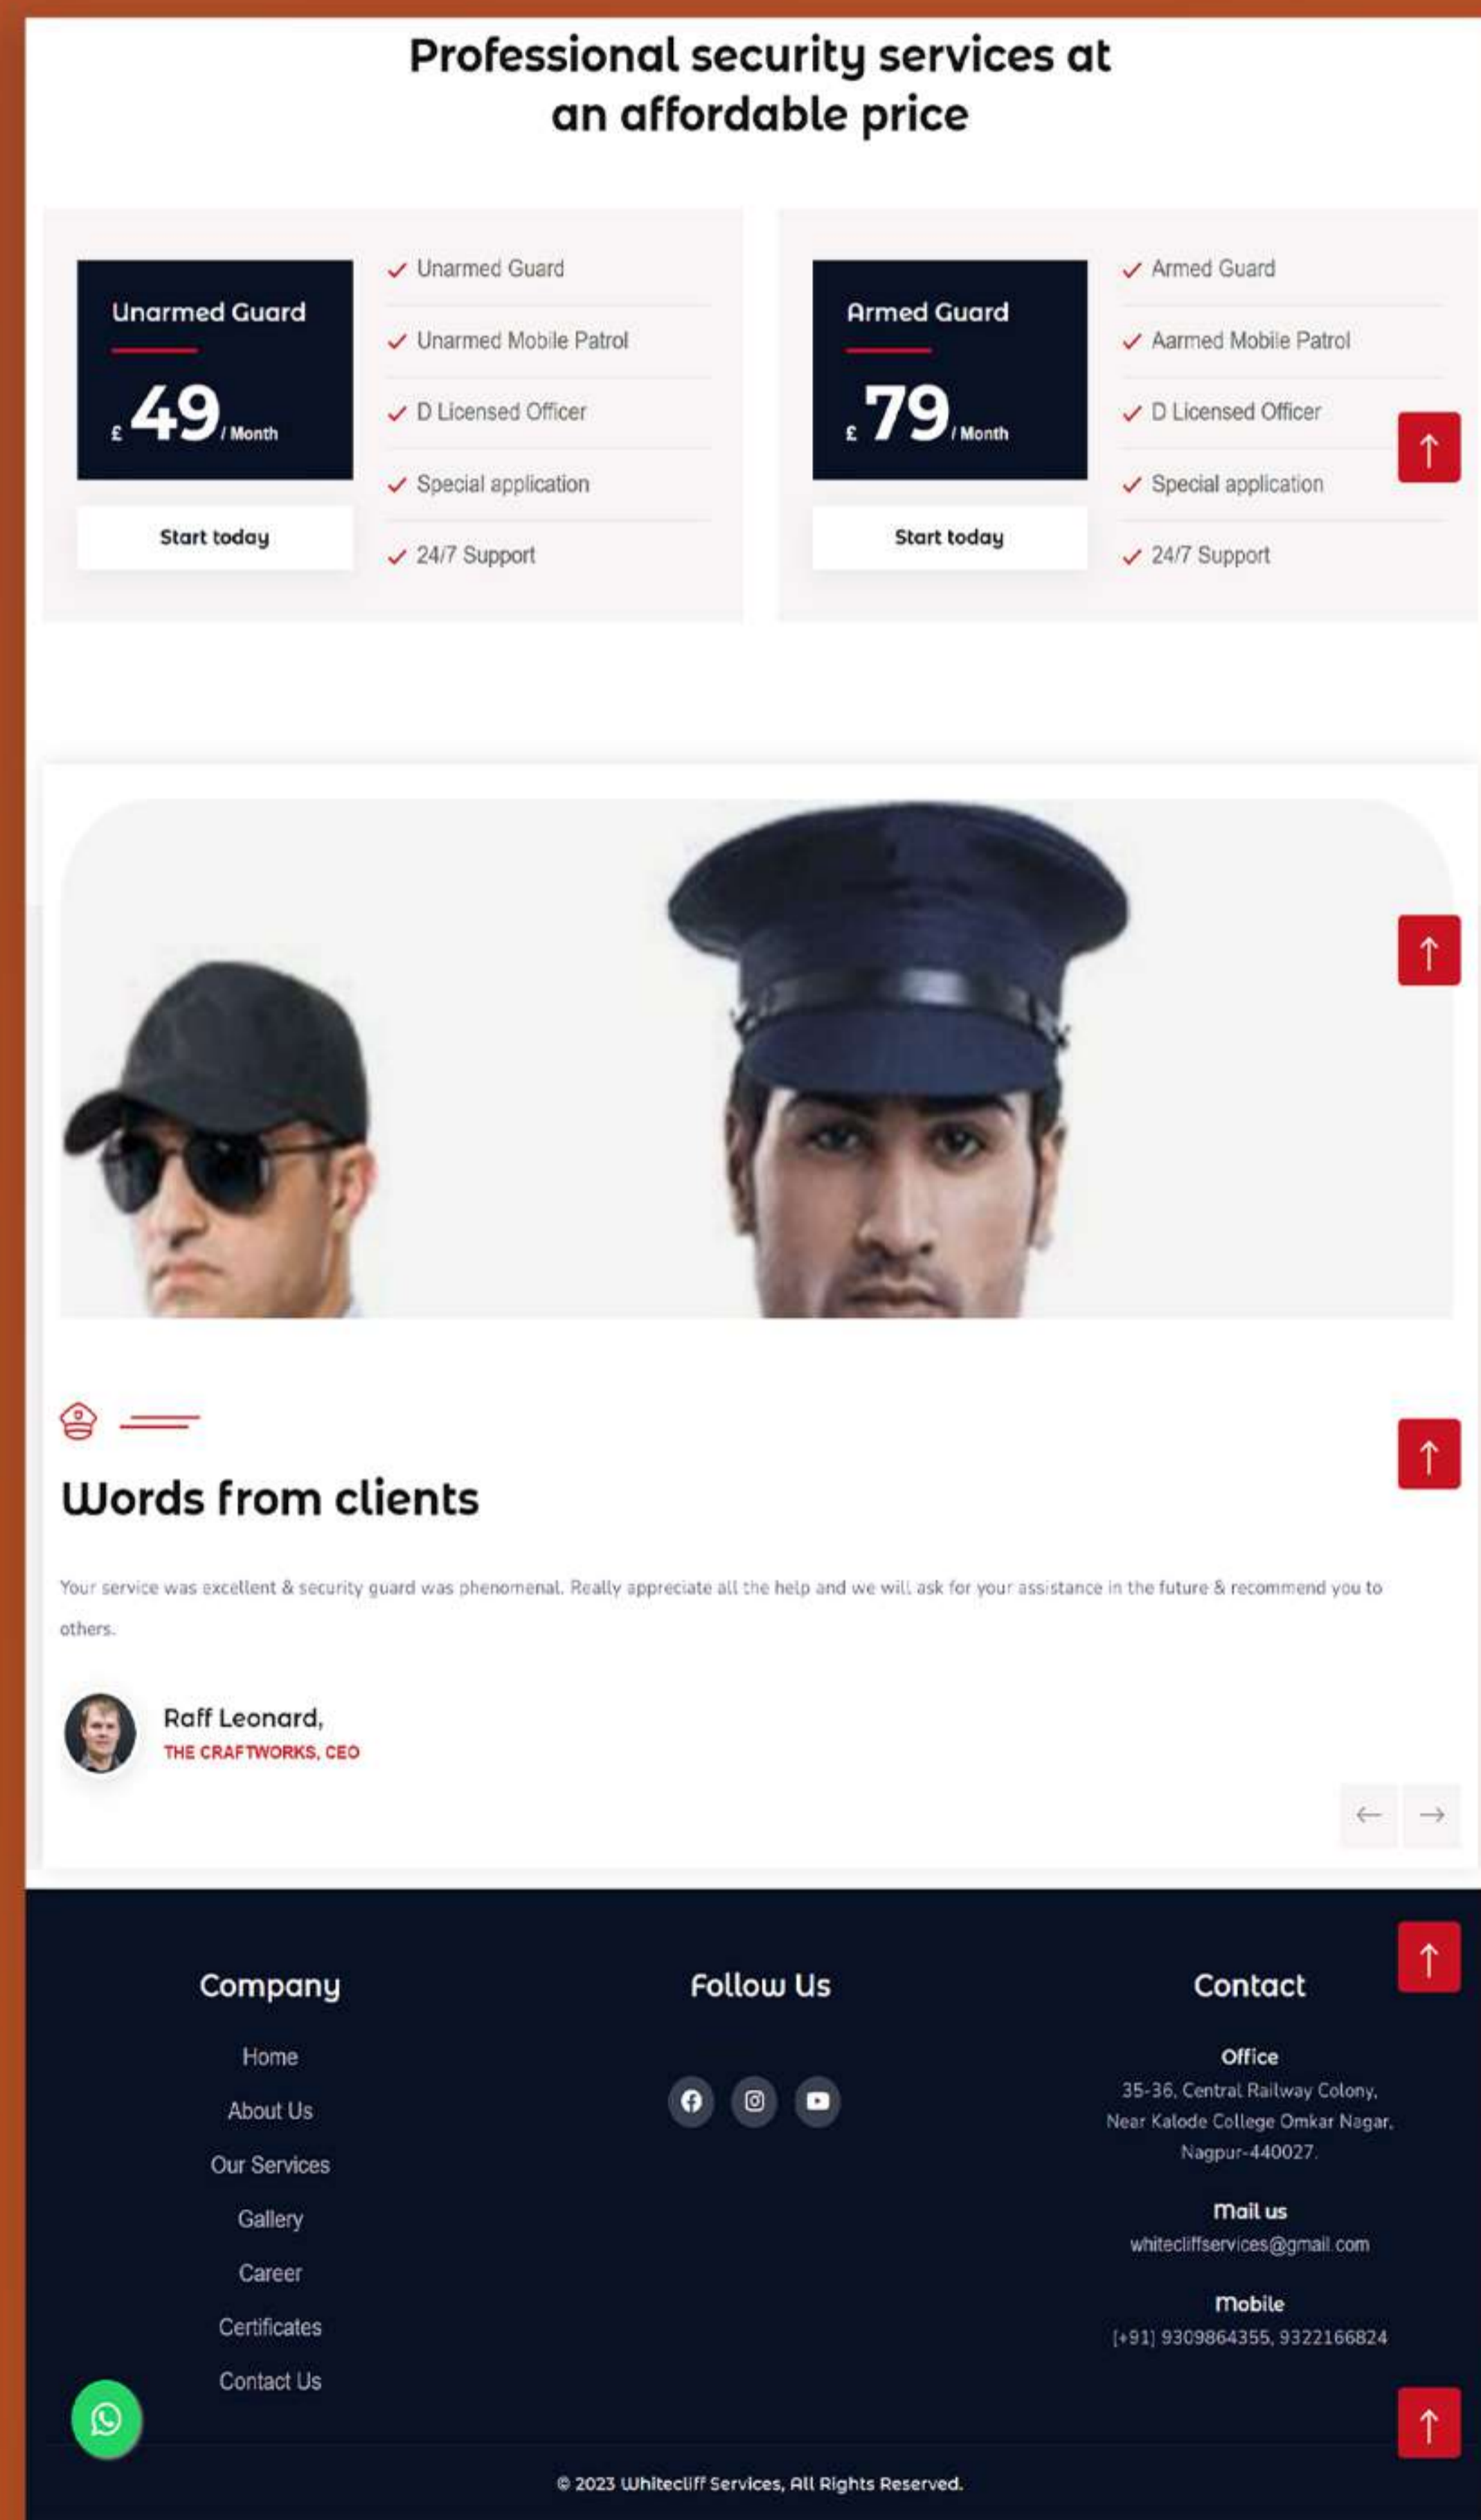 Professional security services at
an affordable price
Unarmed Guard
£ 49 / Month
Start today
Unarmed Guard
Unarmed Mobile Patrol
D Licensed Officer
Special application
24/7 Support
Armed Guard
£ 79 / Month
Start today
Armed Guard
Aarmed Mobile Patrol
D Licensed Officer
Special application
24/7 Support
Words from clients
Your service was excellent & security guard was phenomenal. Really appreciate all the help and we will ask for your assistance in the future & recommend you to
others.
Raff Leonard,
THE CRAFTWORKS, CEO
Company
Home
About Us
Our Services
Gallery
Career
Certificates
Contact Us
Follow Us
Contact
Office
35-36, Central Railway Colony,
Near Kalode College Omkar Nagar,
Nagpur-440027.
Mail us
whitecliffservices@gmail.com
Mobile
[+91] 9309864355, 9322166824
© 2023 Whitecliff Services, All Rights Reserved.